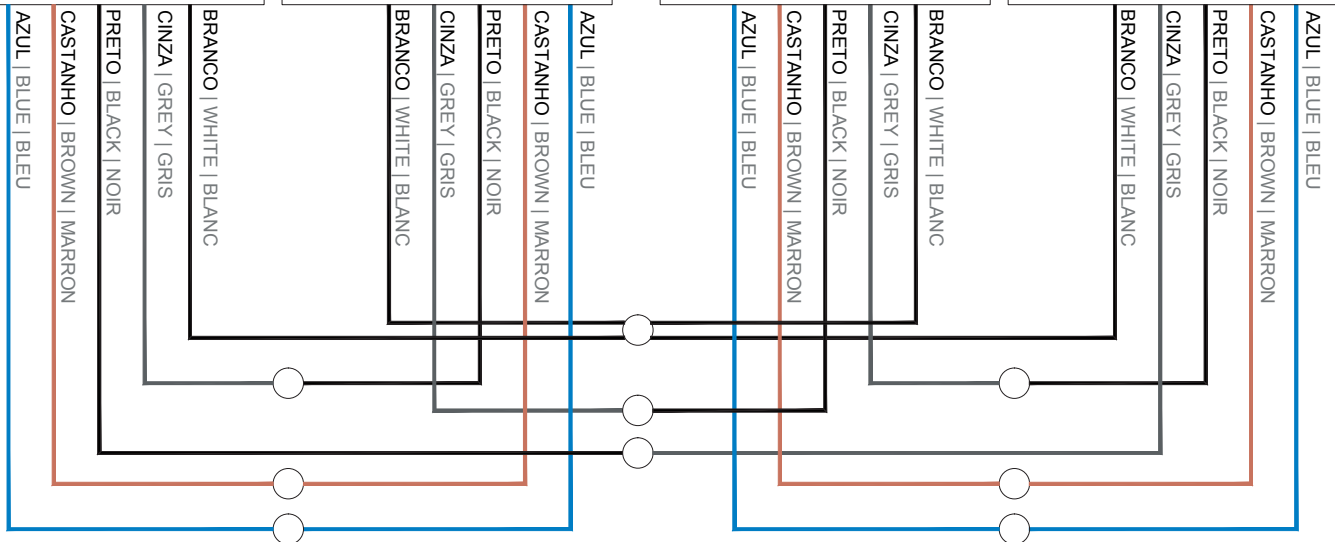 AZUL | BLUE | BLEU
CASTANHO | BROWN | MARRON
PRETO | BLACK | NOIR
CINZA | GREY | GRIS
BRANCO | WHITE | BLANC
BRANCO | WHITE | BLANC
CINZA | GREY | GRIS
PRETO | BLACK | NOIR
CASTANHO | BROWN | MARRON
AZUL | BLUE | BLEU
AZUL | BLUE | BLEU
CASTANHO | BROWN | MARRON
PRETO | BLACK | NOIR
CINZA | GREY | GRIS
BRANCO | WHITE | BLANC
BRANCO | WHITE | BLANC
CINZA | GREY | GRIS
PRETO | BLACK | NOIR
CASTANHO | BROWN | MARRON
AZUL | BLUE | BLEU